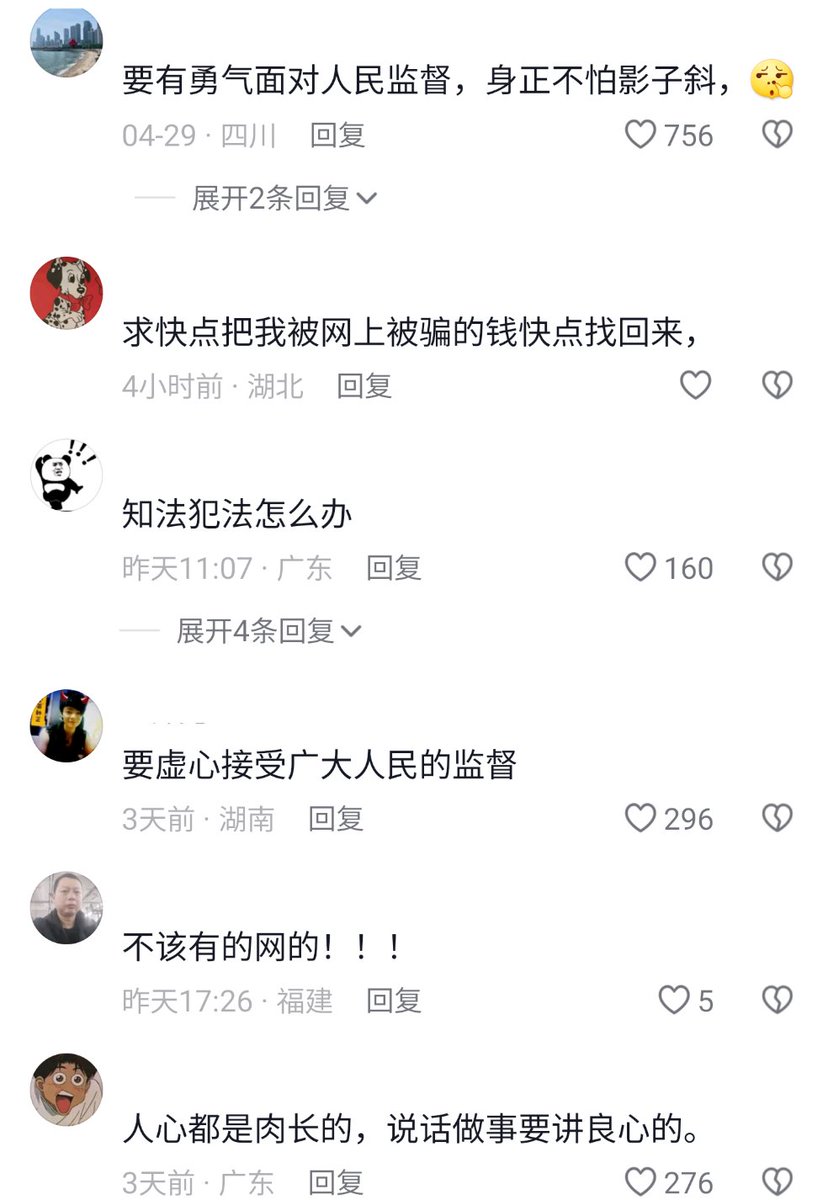 要有勇气面对人民监督，身正不怕影子斜，
04-29 · 四川 回复 756
展开2条回复
求快点把我被网上被骗的钱快点找回来，
4小时前 · 湖北 回复
知法犯法怎么办
昨天11:07 · 广东 回复 160
展开4条回复
要虚心接受广大人民的监督
3天前 · 湖南 回复 296
不该有的网的！！！
昨天17:26 · 福建 回复 5
人心都是肉长的，说话做事要讲良心的。
3天前 · 广东 回复 276